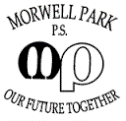 MORWELL PARK
P.S.
mp
OUR FUTURE TOGETHER